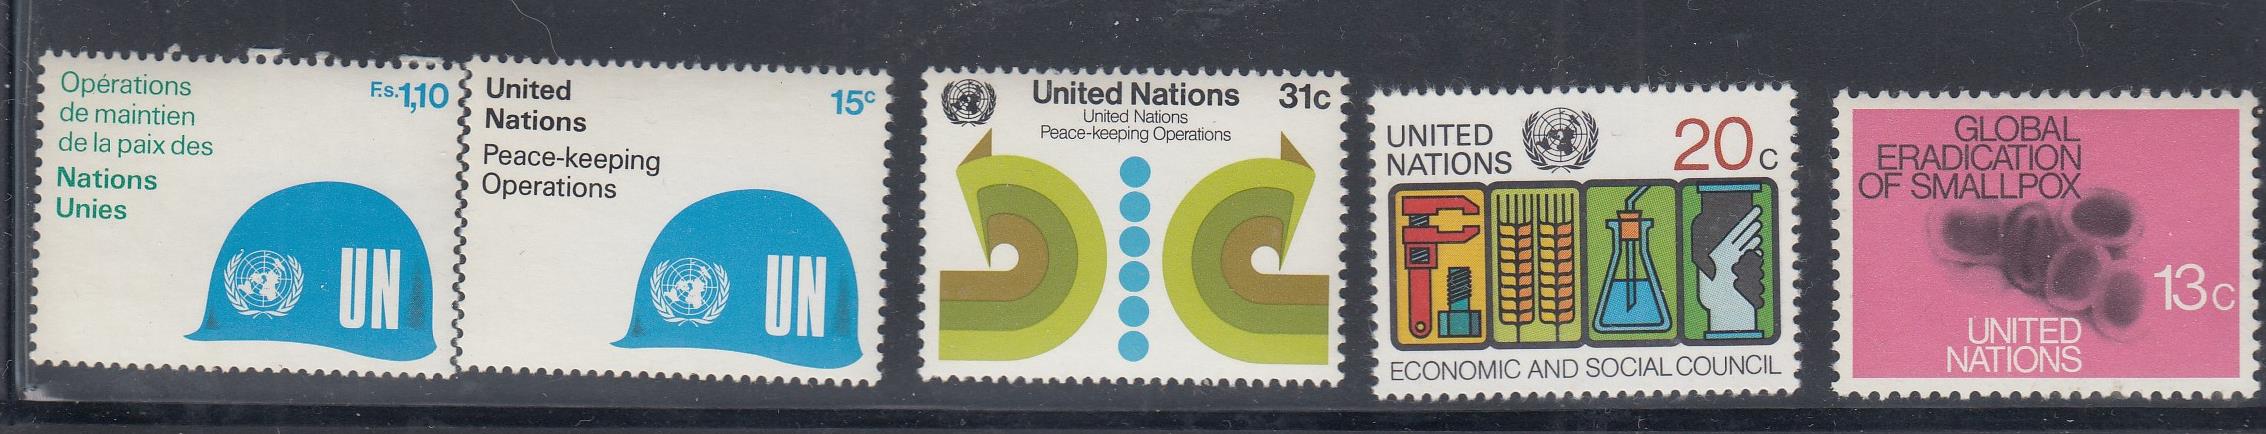 Opérations
de maintien
de la paix des
Nations
Unies
F.s.1,10
UN
United
Nations
Peace-keeping
Operations
15c
UN
United Nations 31c
United Nations
Peace-keeping Operations
UNITED
NATIONS
20c
ECONOMIC AND SOCIAL COUNCIL
GLOBAL
ERADICATION
OF SMALLPOX
13c
UNITED
NATIONS